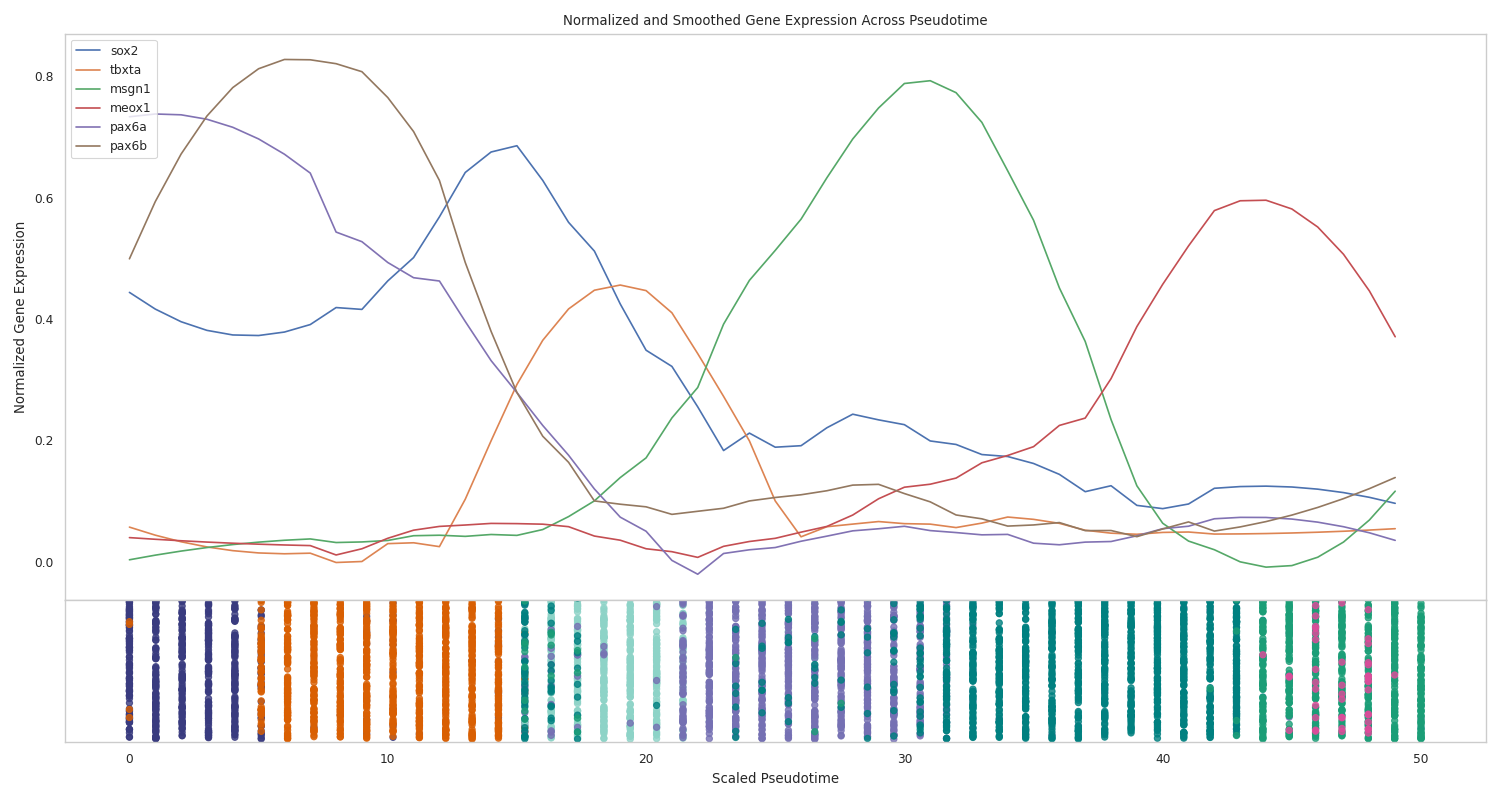 Normalized and Smoothed Gene Expression Across Pseudotime
sox2
tbxta
msgn1
meox1
pax6a
pax6b
0.8
0.6
0.4
0.2
0.0
Normalized Gene Expression
0 10 20 30 40 50
Scaled Pseudotime